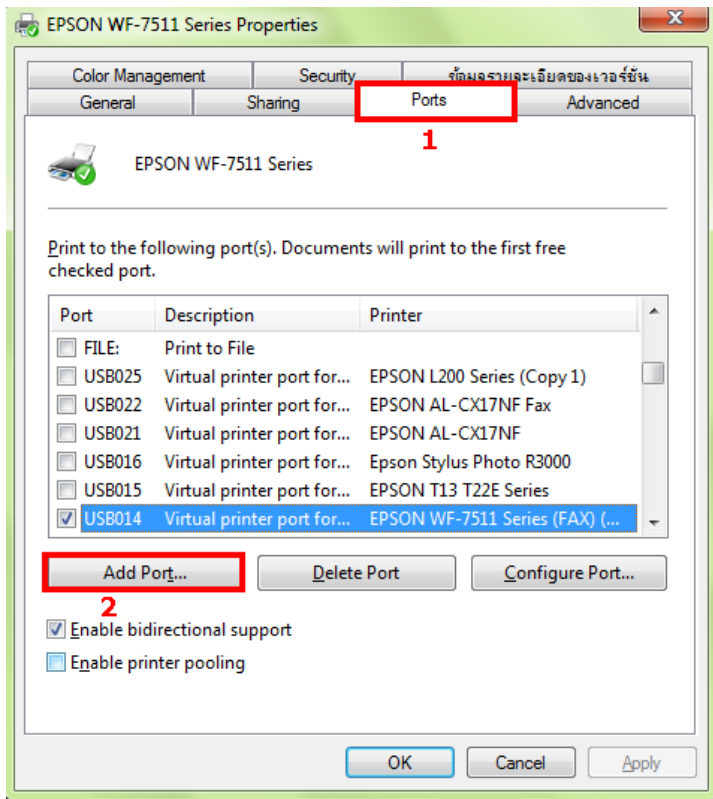 EPSON WF-7511 Series Properties
Color Management Security ข้อมูลรายละเอียดของเวอร์ชั่น
General Sharing Ports Advanced
1
EPSON WF-7511 Series
Print to the following port(s). Documents will print to the first free
checked port.
Port Description Printer
FILE: Print to File
USB025 Virtual printer port for... EPSON L200 Series (Copy 1)
USB022 Virtual printer port for... EPSON AL-CX17NF Fax
USB021 Virtual printer port for... EPSON AL-CX17NF
USB016 Virtual printer port for... Epson Stylus Photo R3000
USB015 Virtual printer port for... EPSON T13 T22E Series
USB014 Virtual printer port for... EPSON WF-7511 Series (FAX) (...
Add Port... Delete Port Configure Port...
2
Enable bidirectional support
Enable printer pooling
OK Cancel Apply